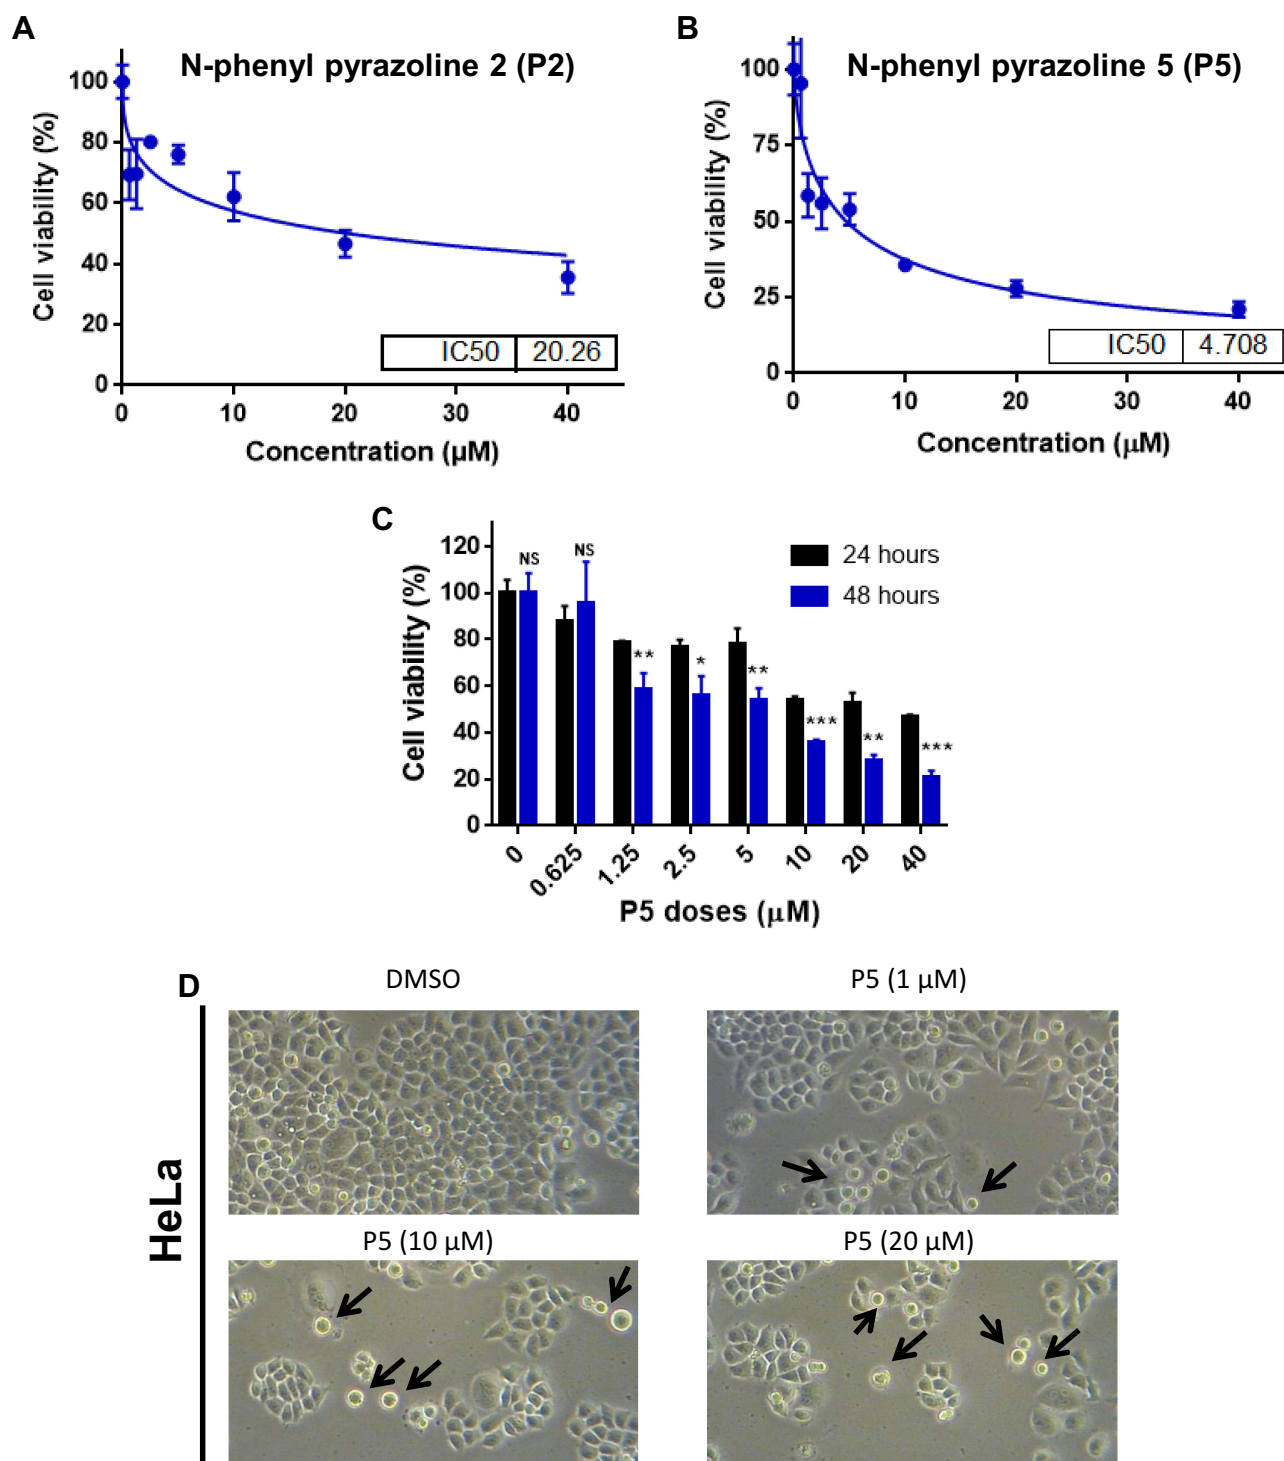 A
N-phenyl pyrazoline 2 (P2)
Cell viability (%)
100
80
60
40
20
0
IC50 20.26
0 10 20 30 40
Concentration (µM)
B
N-phenyl pyrazoline 5 (P5)
Cell viability (%)
100
75
50
25
0
IC50 4.708
0 10 20 30 40
Concentration (µM)
C
Cell viability (%)
120
100
80
60
40
20
0
NS NS ** * ** *** ** ***
24 hours
48 hours
0 0.625 1.25 2.5 5 10 20 40
P5 doses (µM)
D
HeLa
DMSO P5 (1 µM)
P5 (10 µM) P5 (20 µM)